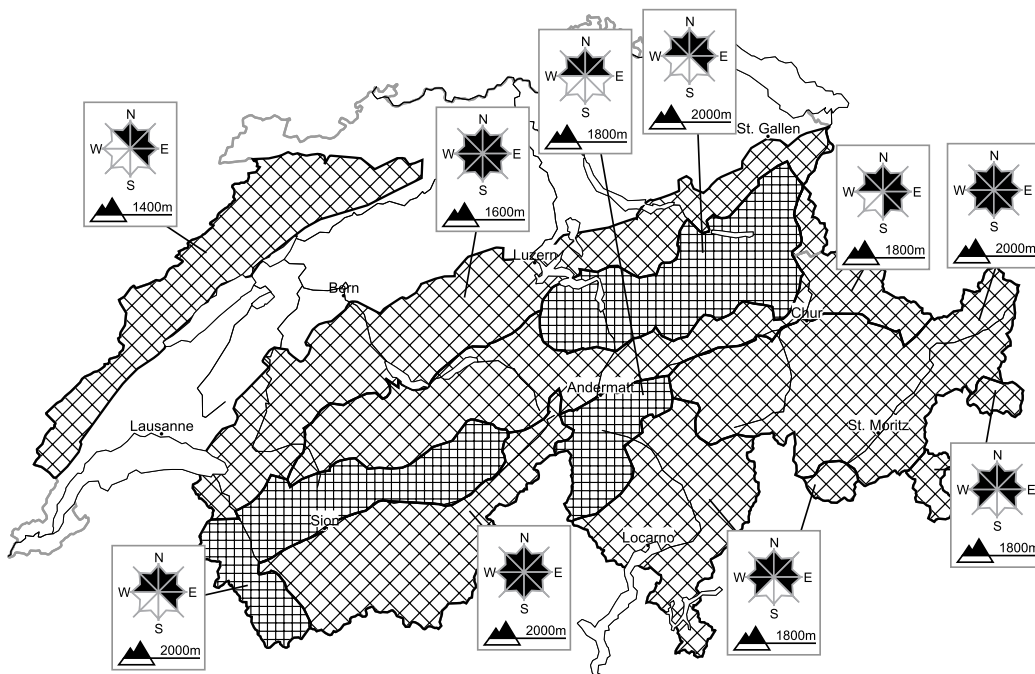 N
W E
S
2000m
N
W E
S
1800m
N
W E
S
1400m
N
W E
S
1600m
St. Gallen
N
W E
S
1800m
N
W E
S
2000m
Luzern
Bern
Chur
Andermatt
Lausanne
St. Moritz
N
W E
S
1800m
Sion
Locarno
N
W E
S
2000m
N
W E
S
1800m
N
W E
S
2000m